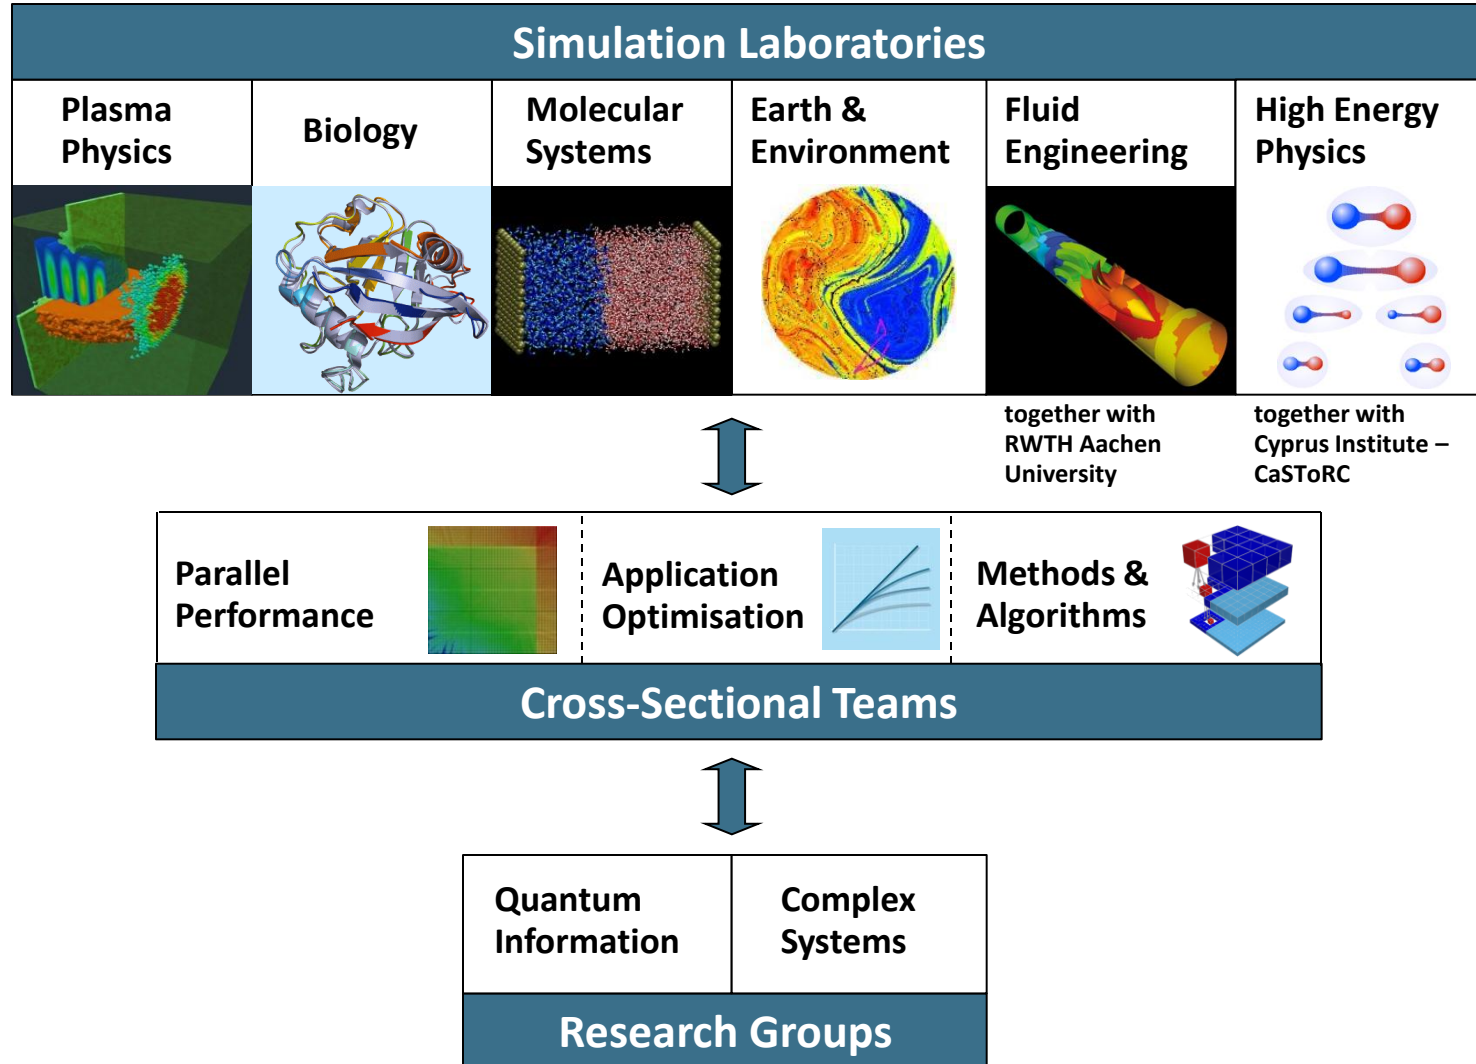 Simulation Laboratories
Plasma
Physics
Biology
Molecular
Systems
Earth &
Environment
Fluid
Engineering
High Energy
Physics
together with
RWTH Aachen
University
together with
Cyprus Institute –
CaSToRC
Parallel
Performance
Application
Optimisation
Methods &
Algorithms
Cross-Sectional Teams
Quantum
Information
Complex
Systems
Research Groups